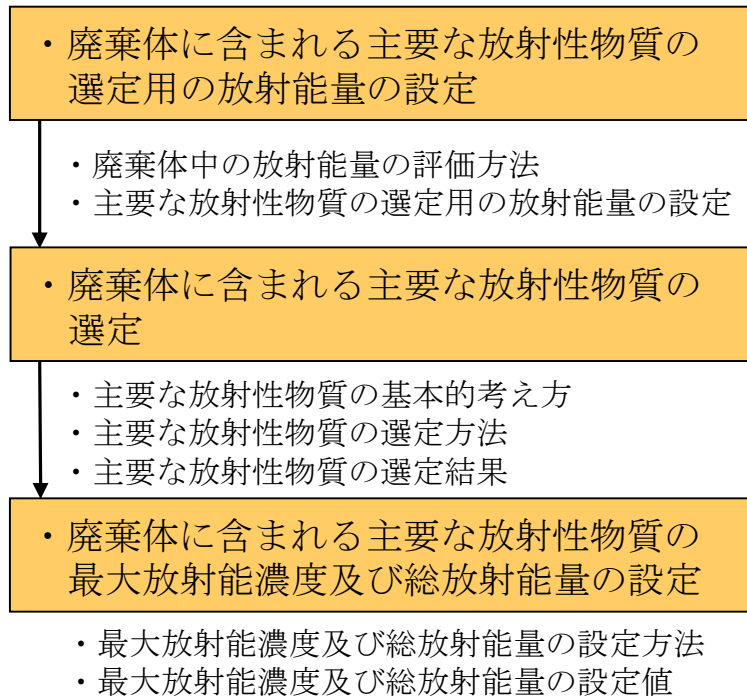 ・廃棄体に含まれる主要な放射性物質の
選定用の放射能量の設定
・廃棄体中の放射能量の評価方法
・主要な放射性物質の選定用の放射能量の設定
・廃棄体に含まれる主要な放射性物質の
選定
・主要な放射性物質の基本的考え方
・主要な放射性物質の選定方法
・主要な放射性物質の選定結果
・廃棄体に含まれる主要な放射性物質の
最大放射能濃度及び総放射能量の設定
・最大放射能濃度及び総放射能量の設定方法
・最大放射能濃度及び総放射能量の設定値